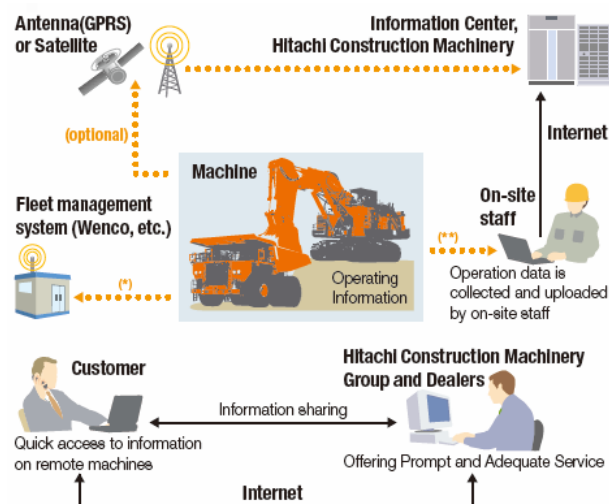 Antenna(GPRS)
or Satellite
Information Center,
Hitachi Construction Machinery
(optional)
Internet
Machine
On-site
staff
Fleet management
system (Wenco, etc.)
(*)
(**)
Operating
Information
Operation data is
collected and uploaded
by on-site staff
Customer
Hitachi Construction Machinery
Group and Dealers
Information sharing
Quick access to information
on remote machines
Offering Prompt and Adequate Service
Internet